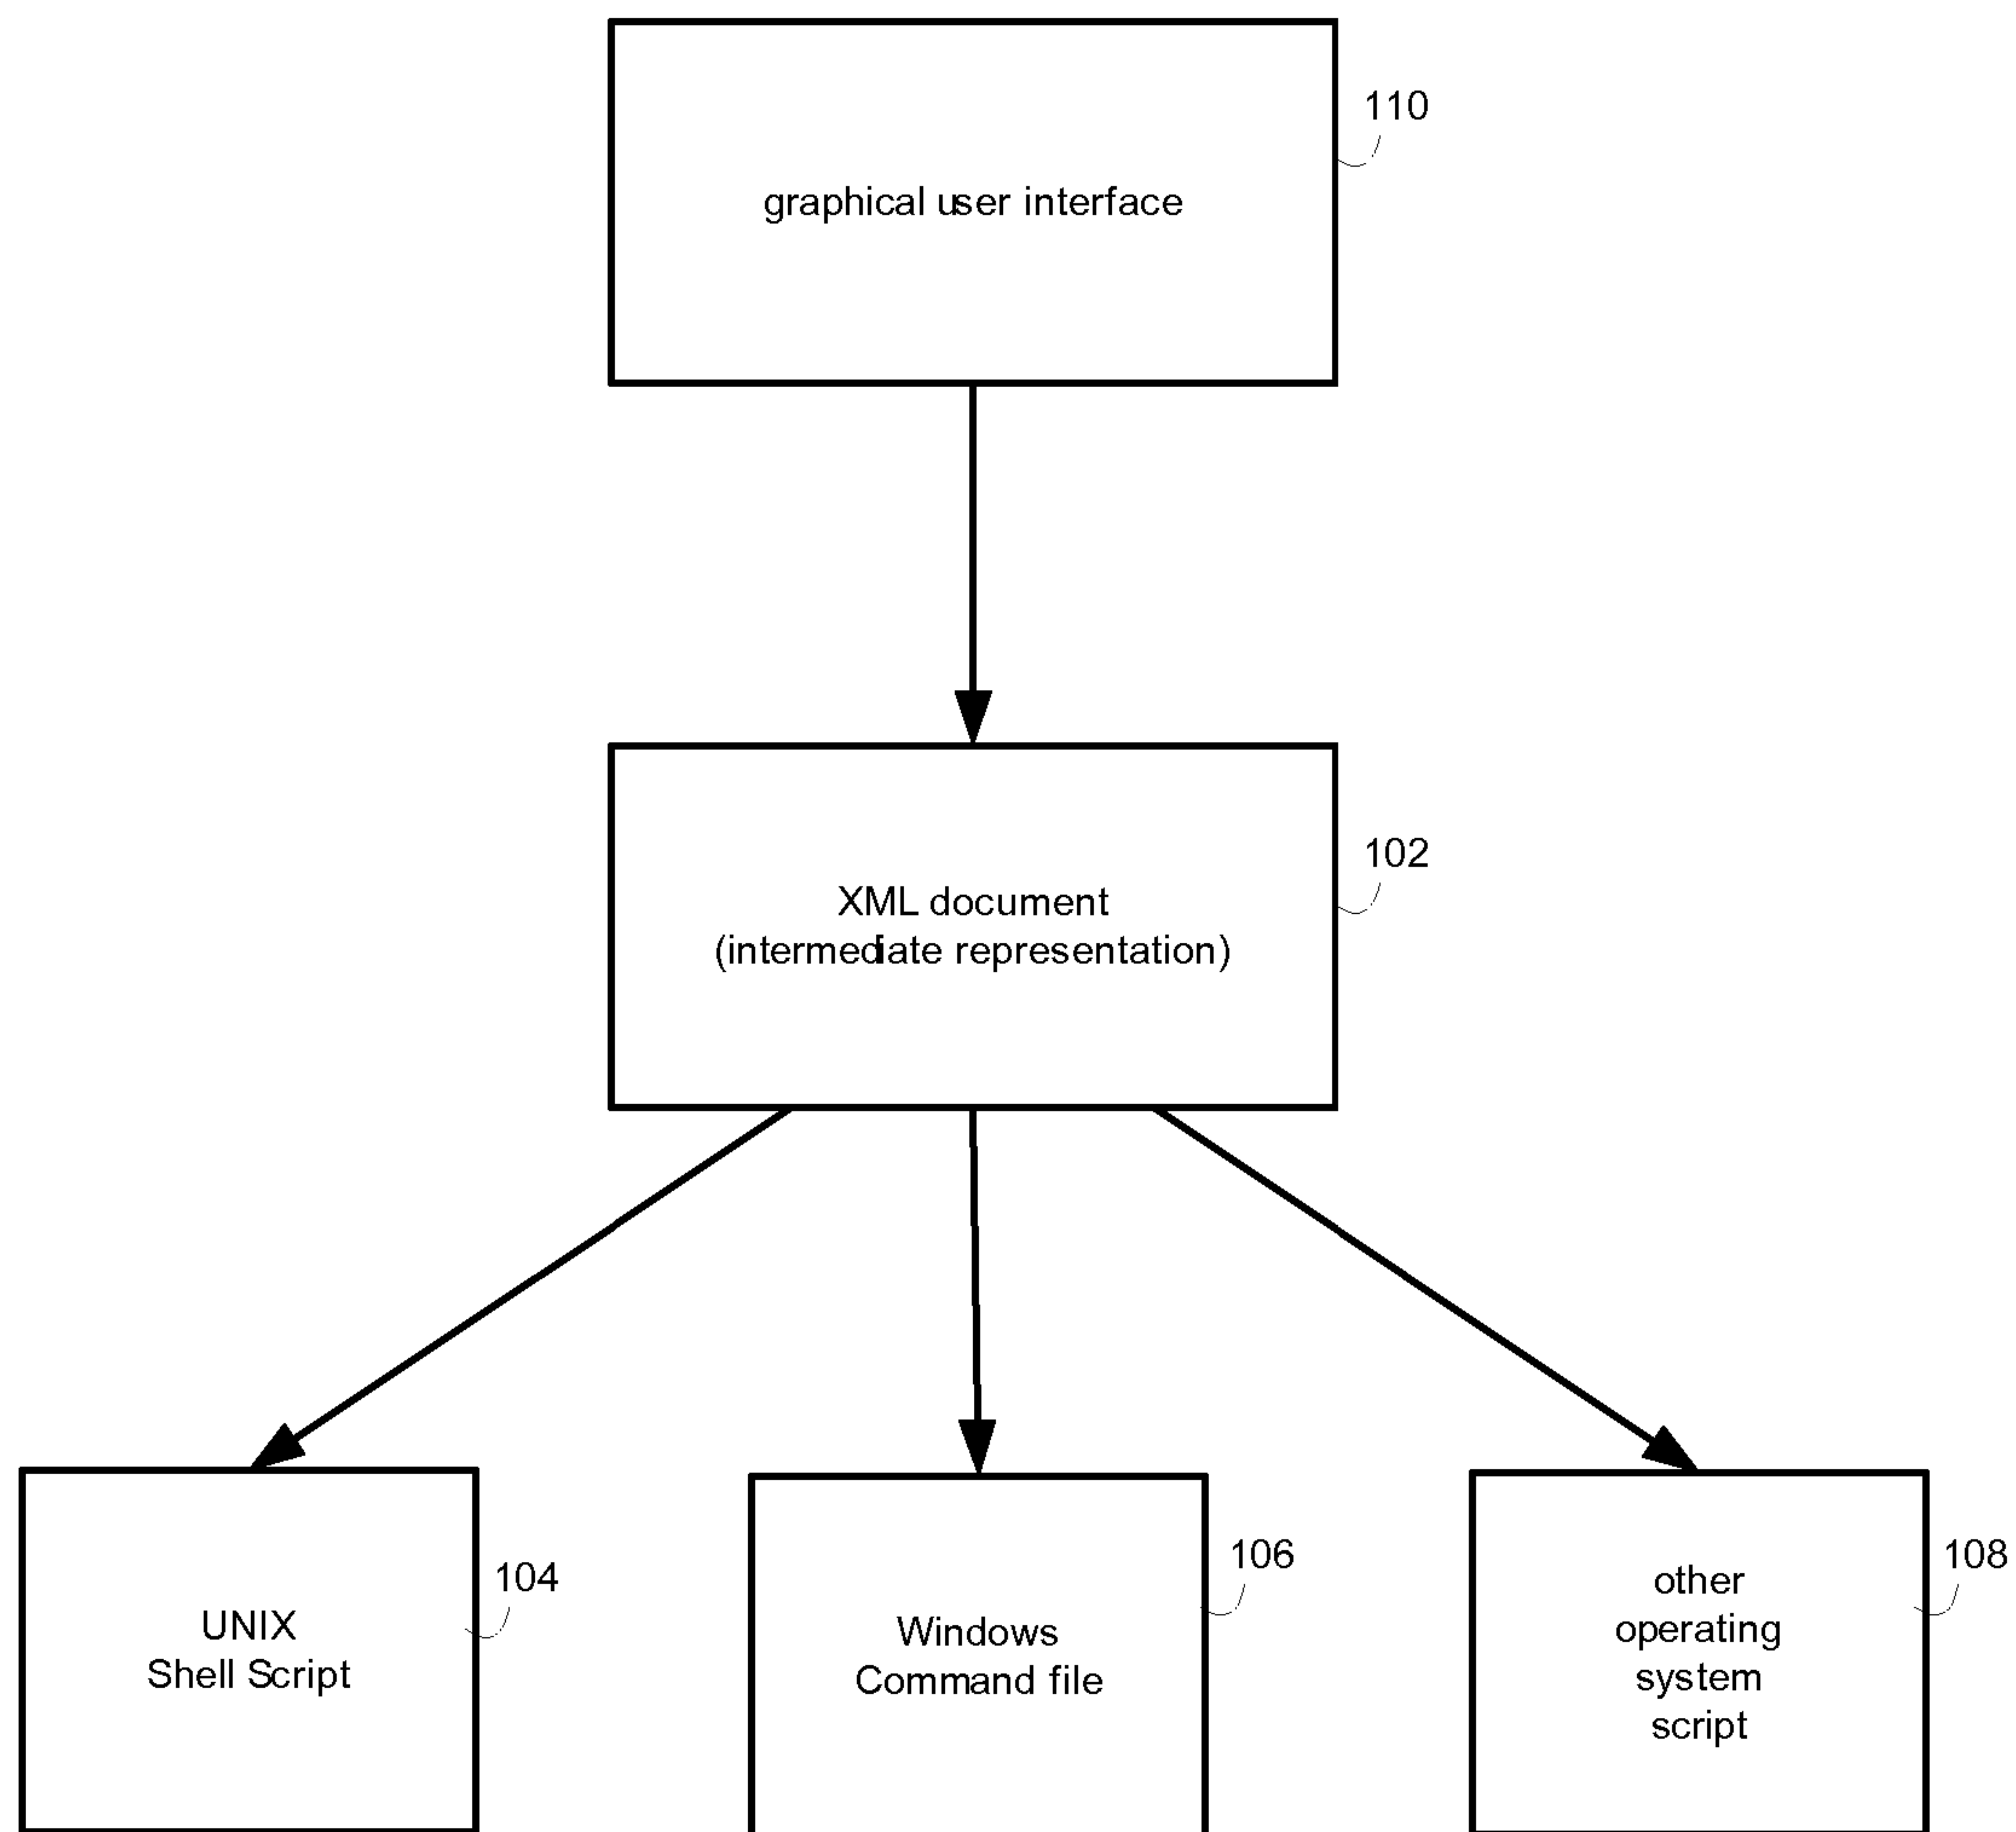 110
graphical user interface
102
XML document
(intermediate representation)
104
UNIX
Shell Script
106
Windows
Command file
108
other
operating
system
script